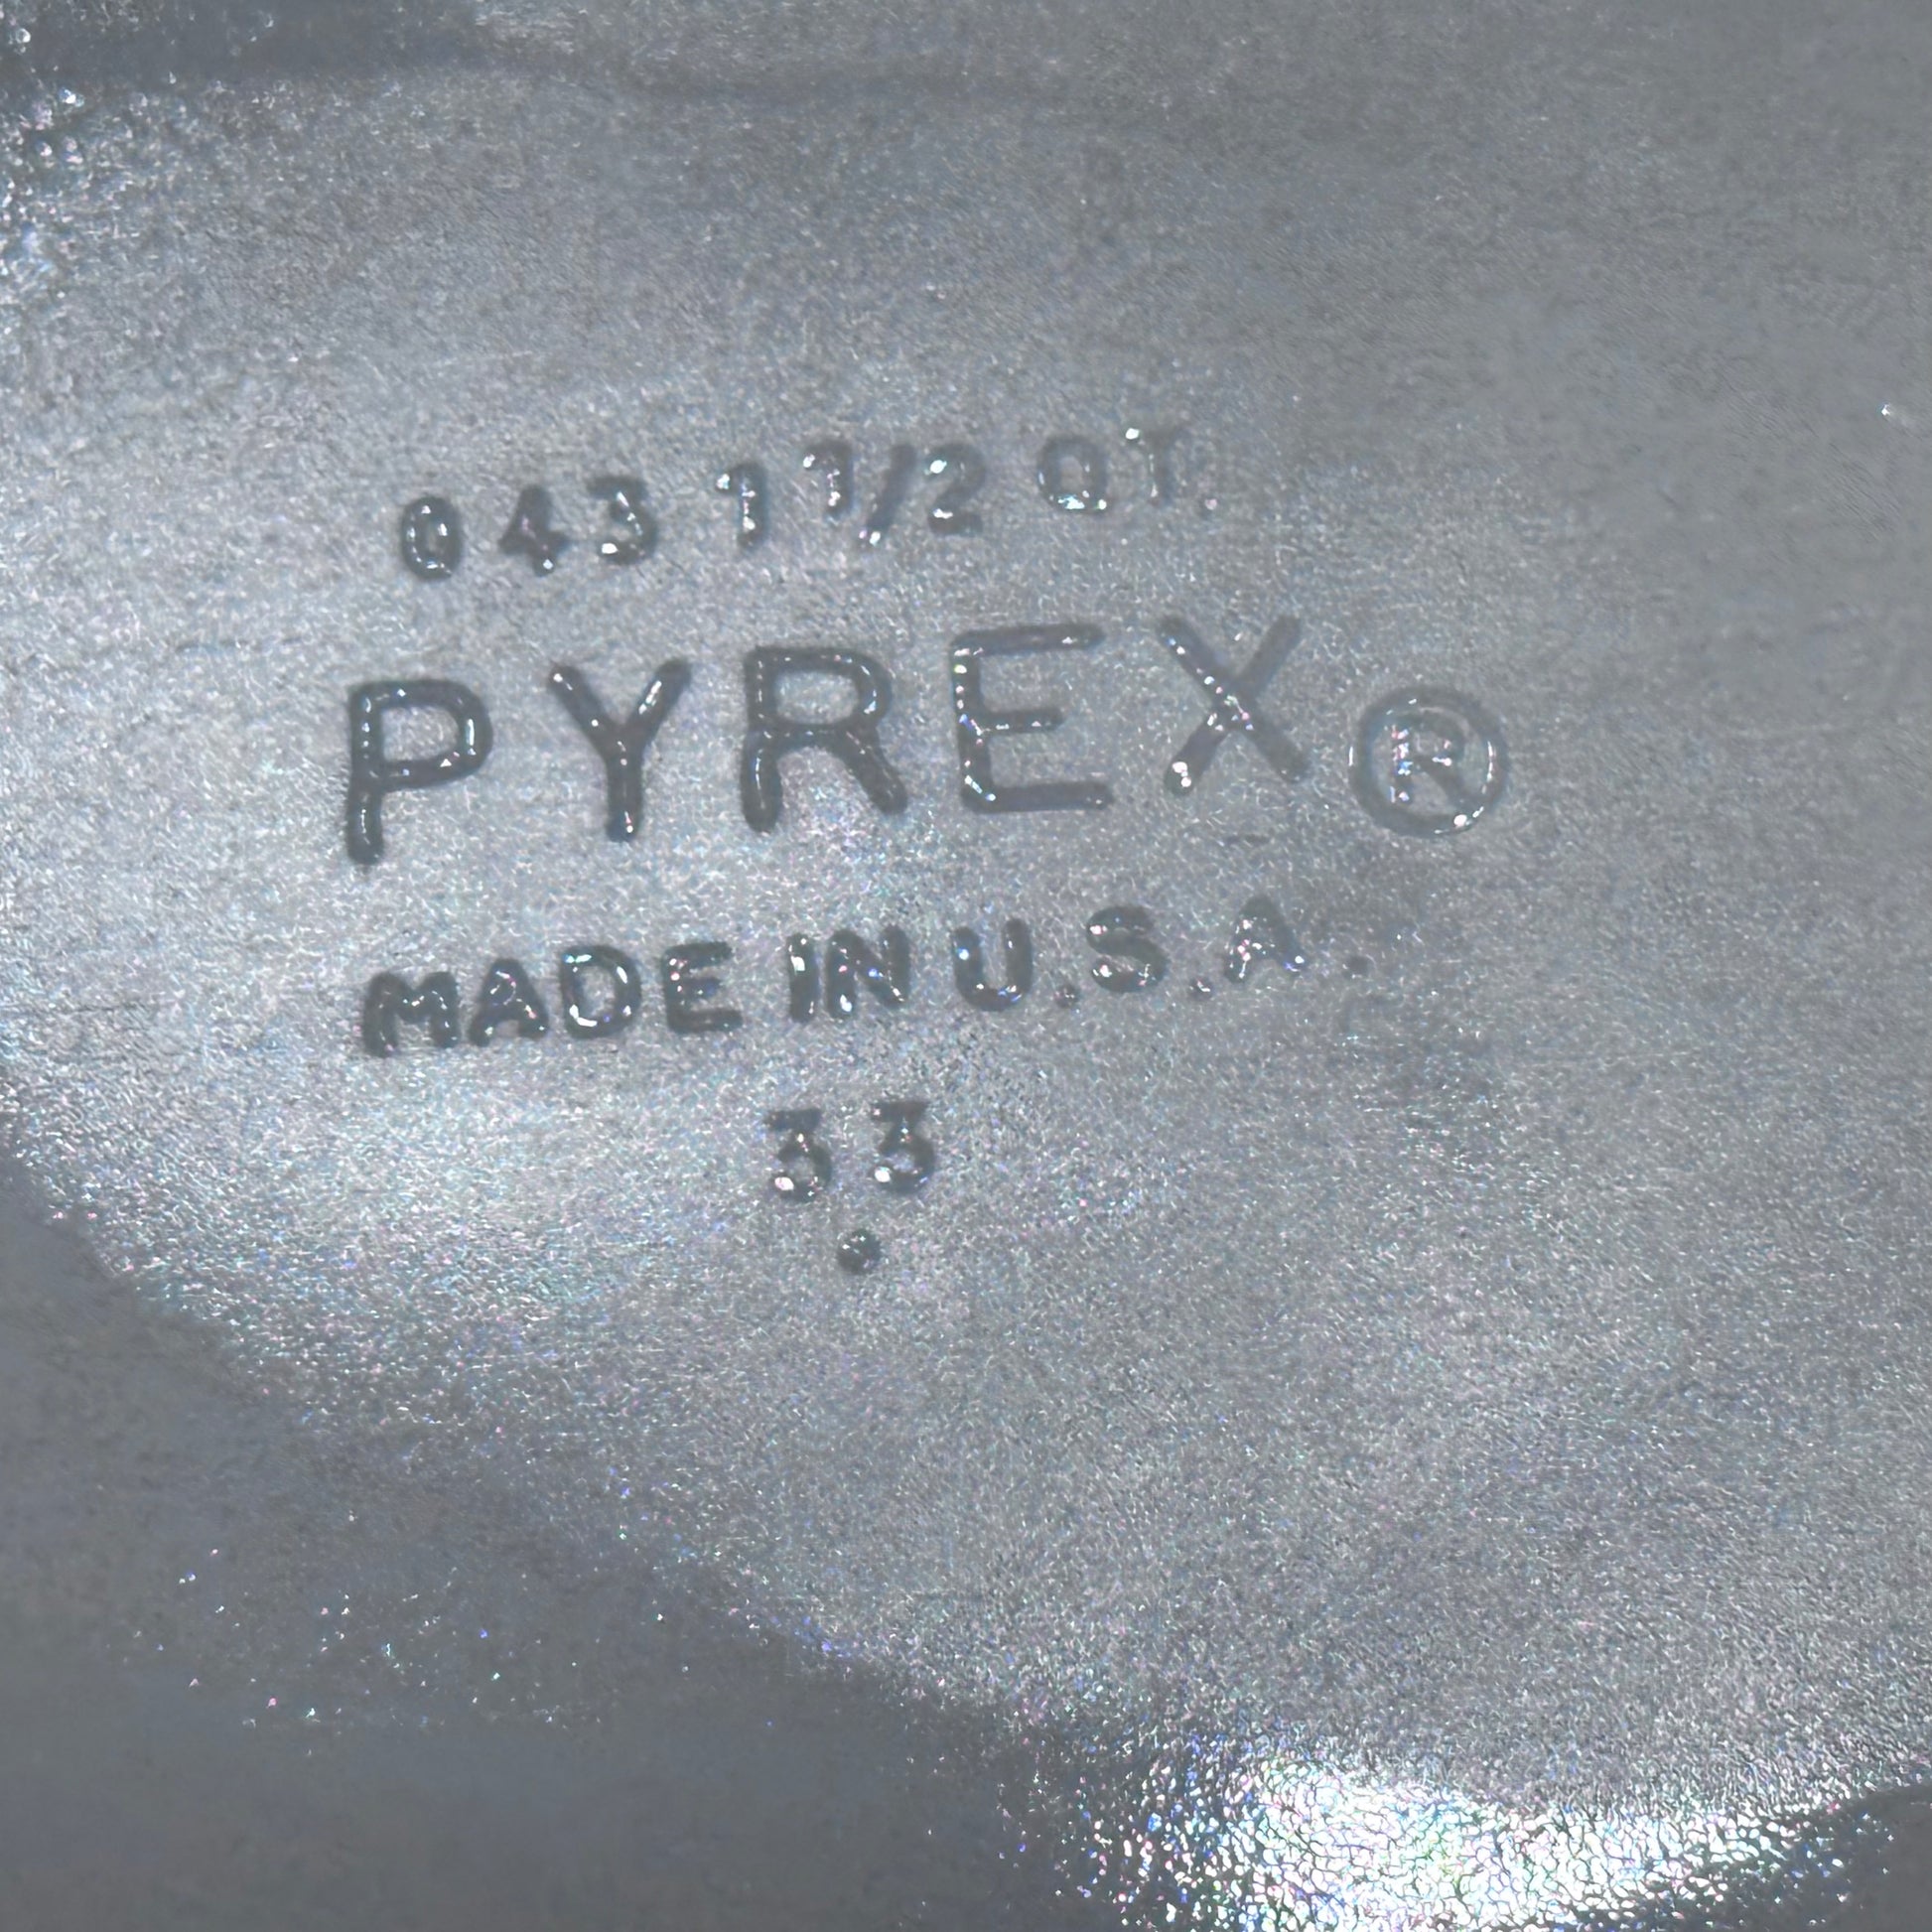 043 1 1/2 QT.
PYREX®
MADE IN U.S.A.
33